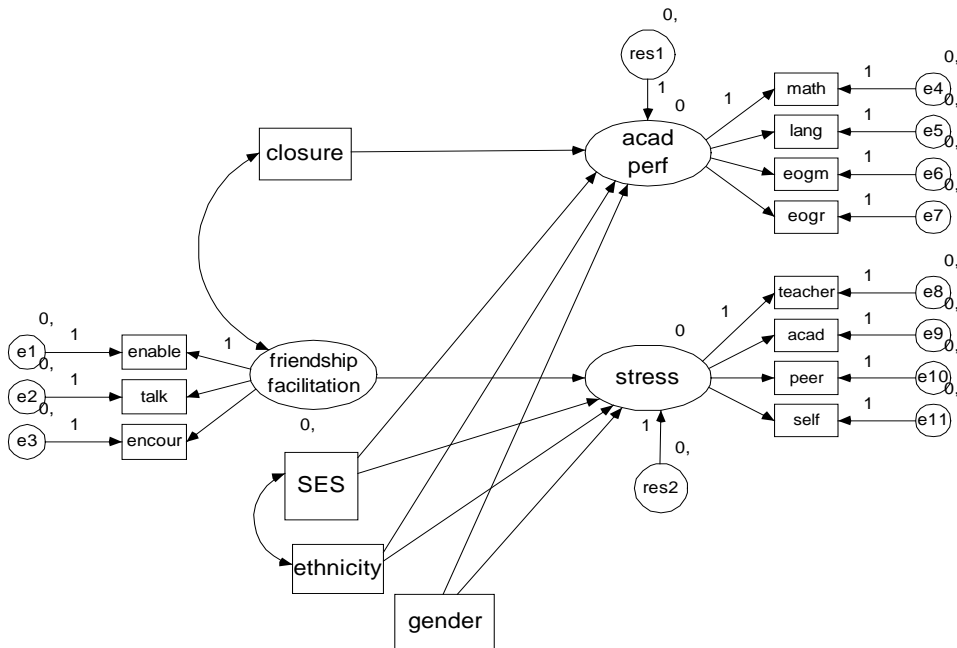 0,
res1
1
0
closure
acad
perf
1
math
1
0,
e4
lang
1
0,
e5
eogm
1
0,
e6
eogr
1
0,
e7
0,
e1
1
enable
1
0,
e2
1
talk
0,
e3
1
encour
friendship
facilitation
0,
0
stress
1
teacher
1
0,
e8
acad
1
0,
e9
peer
1
0,
e10
self
1
0,
e11
1
0,
res2
SES
ethnicity
gender